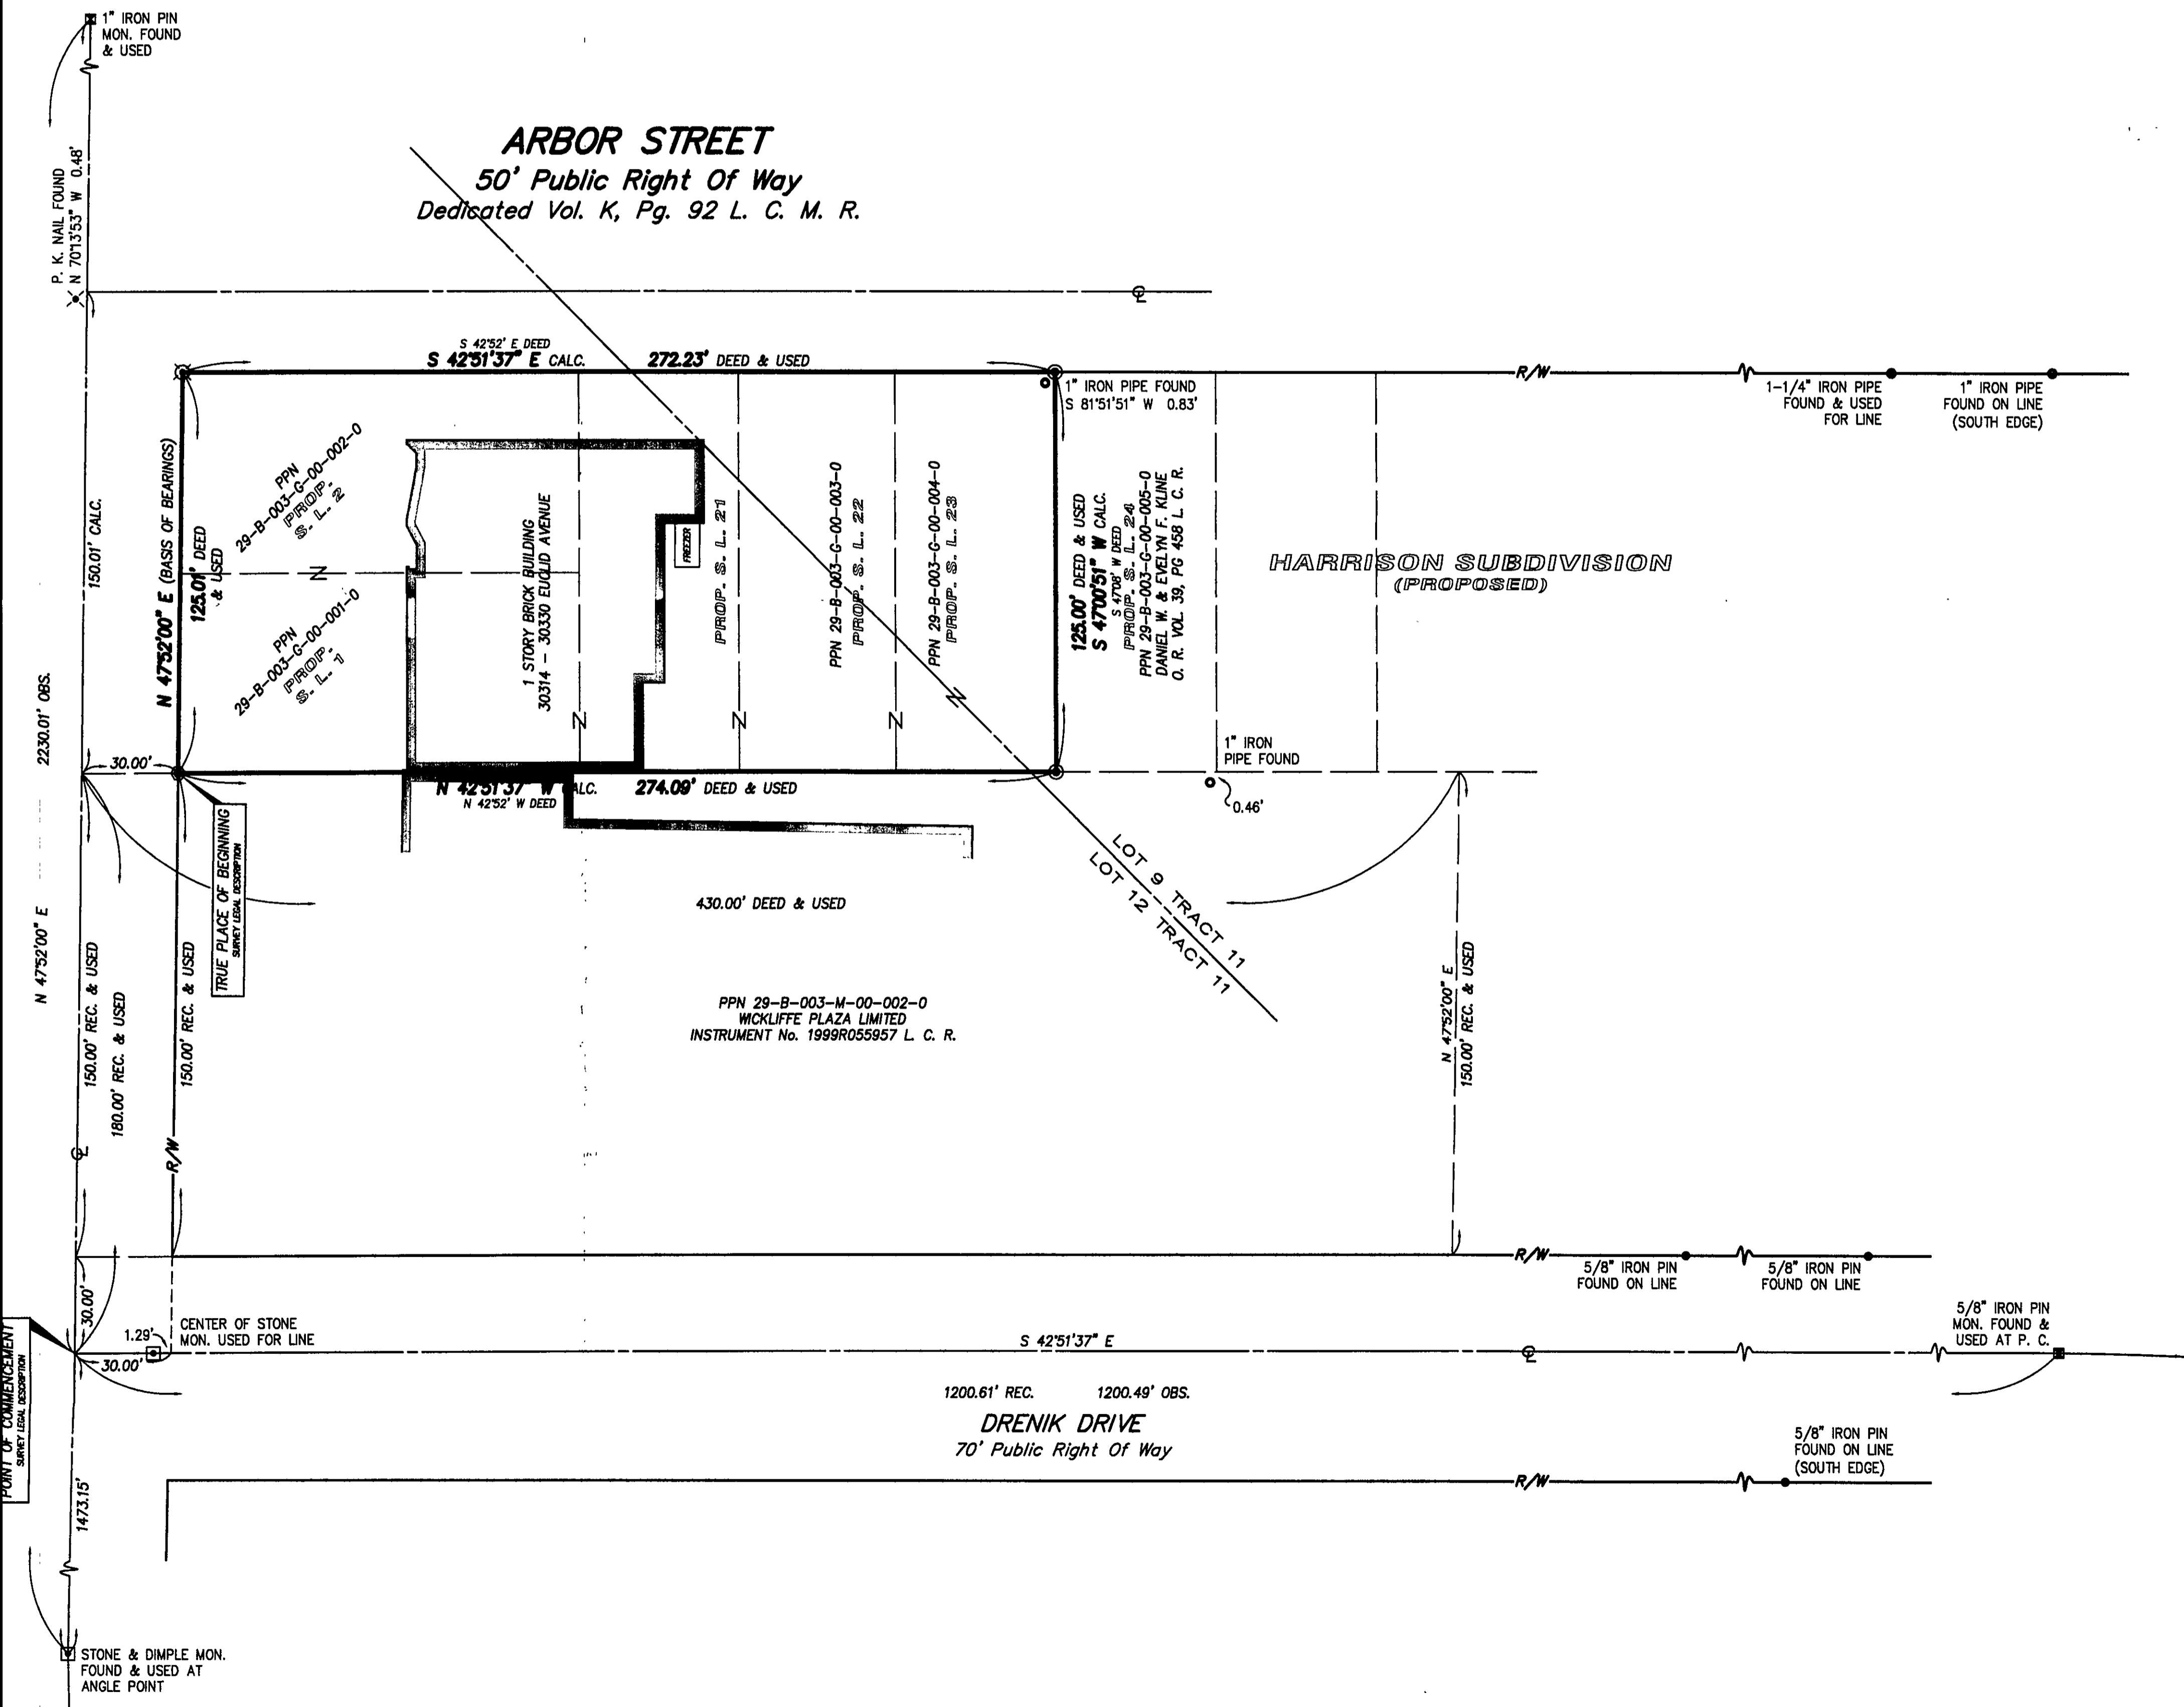 1" IRON PIN
MON. FOUND
& USED
P. K. NAIL FOUND
N 70°13'53" W 0.48'
ARBOR STREET
50' Public Right Of Way
Dedicated Vol. K, Pg. 92 L. C. M. R.
S 42°52' E DEED
S 42°51'37" E CALC.
272.23' DEED & USED
R/W
1" IRON PIPE FOUND
S 81°51'51" W 0.83'
1-1/4" IRON PIPE
FOUND & USED
FOR LINE
1" IRON PIPE
FOUND ON LINE
(SOUTH EDGE)
150.01' CALC.
N 47°52'00" E (BASIS OF BEARINGS)
125.01' DEED
& USED
PPN
29-B-003-G-00-002-0
PROP.
S. L. 2
PPN
29-B-003-G-00-001-0
PROP.
S. L. 1
1 STORY BRICK BUILDING
30314 - 30330 EUCLID AVENUE
FREEZER
PROP. S. L. 21
PPN 29-B-003-G-00-003-0
PROP. S. L. 22
PPN 29-B-003-G-00-004-0
PROP. S. L. 23
125.00' DEED & USED
S 47°00'51" W CALC.
S 47°08' W DEED
PROP. S. L. 24
PPN 29-B-003-G-00-005-0
DANIEL W. & EVELYN F. KLINE
O. R. VOL. 39, PG 458 L. C. R.
HARRISON SUBDIVISION
(PROPOSED)
1" IRON
PIPE FOUND
0.46'
30.00'
N 42°51'37" W CALC.
N 42°52' W DEED
274.09' DEED & USED
TRUE PLACE OF BEGINNING
SURVEY LEGAL DESCRIPTION
N 47°52'00" E 2230.01' OBS.
430.00' DEED & USED
LOT 9 TRACT 11
LOT 12 TRACT 11
PPN 29-B-003-M-00-002-0
WICKLIFFE PLAZA LIMITED
INSTRUMENT No. 1999R055957 L. C. R.
150.00' REC. & USED
180.00' REC. & USED
150.00' REC. & USED
N 47°52'00" E
150.00' REC. & USED
R/W
R/W
5/8" IRON PIN
FOUND ON LINE
5/8" IRON PIN
FOUND ON LINE
30.00'
1.29'
30.00'
CENTER OF STONE
MON. USED FOR LINE
POINT OF COMMENCEMENT
SURVEY LEGAL DESCRIPTION
S 42°51'37" E
5/8" IRON PIN
MON. FOUND &
USED AT P. C.
1200.61' REC. 1200.49' OBS.
DRENIK DRIVE
70' Public Right Of Way
R/W
5/8" IRON PIN
FOUND ON LINE
(SOUTH EDGE)
1473.15'
STONE & DIMPLE MON.
FOUND & USED AT
ANGLE POINT